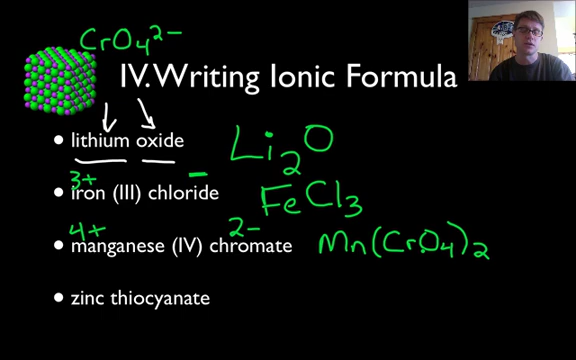 CrO4 2−
IV. Writing Ionic Formula
• lithium oxide Li2O
3+ −
• iron (III) chloride FeCl3
4+ 2−
• manganese (IV) chromate Mn(CrO4)2
• zinc thiocyanate